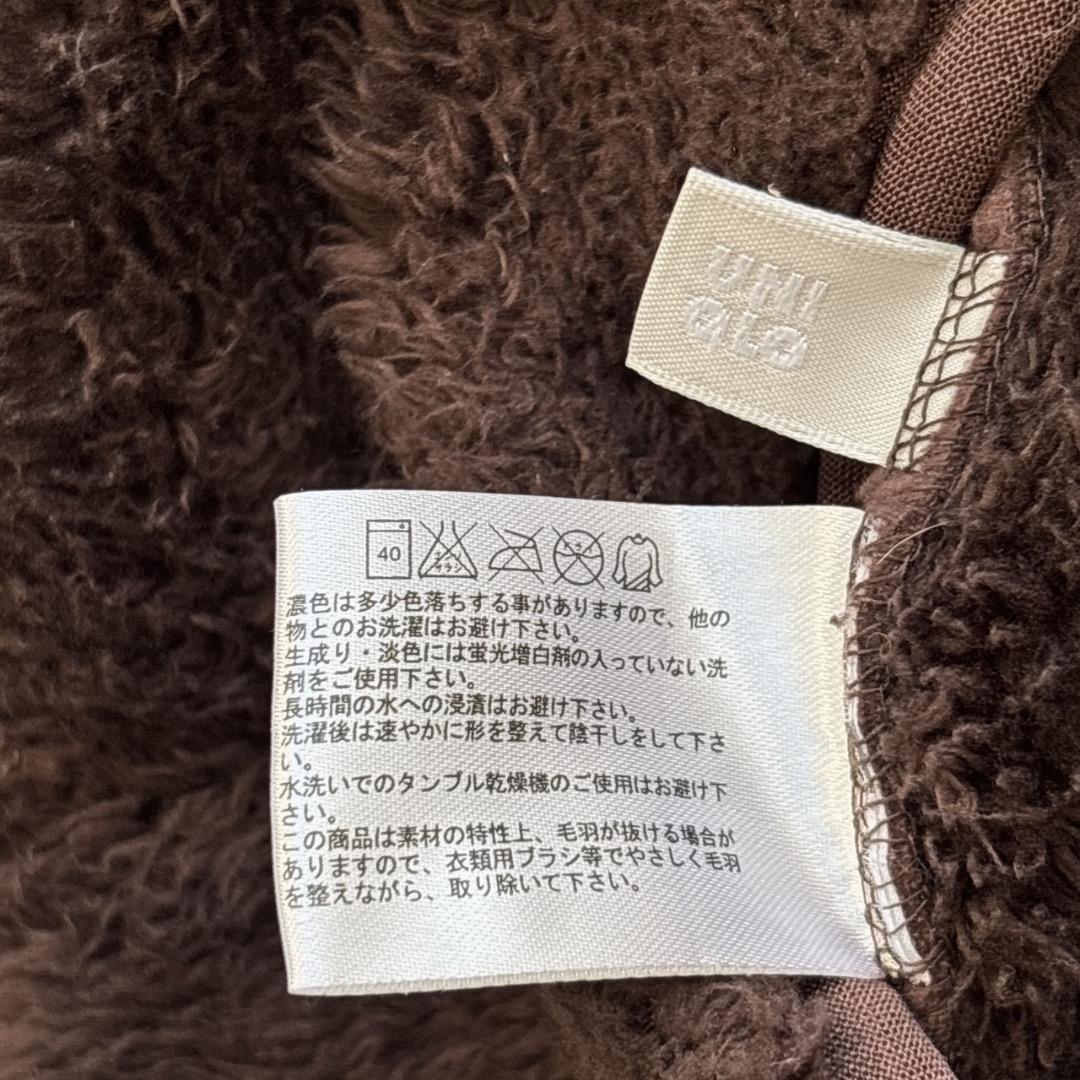 40
エンソ
サラシ
濃色は多少色落ちする事がありますので、他の
物とのお洗濯はお避け下さい。
生成り・淡色には蛍光増白剤の入っていない洗
剤をご使用下さい。
長時間の水への浸漬はお避け下さい。
洗濯後は速やかに形を整えて陰干しをして下さ
い。
水洗いでのタンブル乾燥機のご使用はお避け下
さい。
この商品は素材の特性上、毛羽が抜ける場合が
ありますので、衣類用ブラシ等でやさしく毛羽
を整えながら、取り除いて下さい。